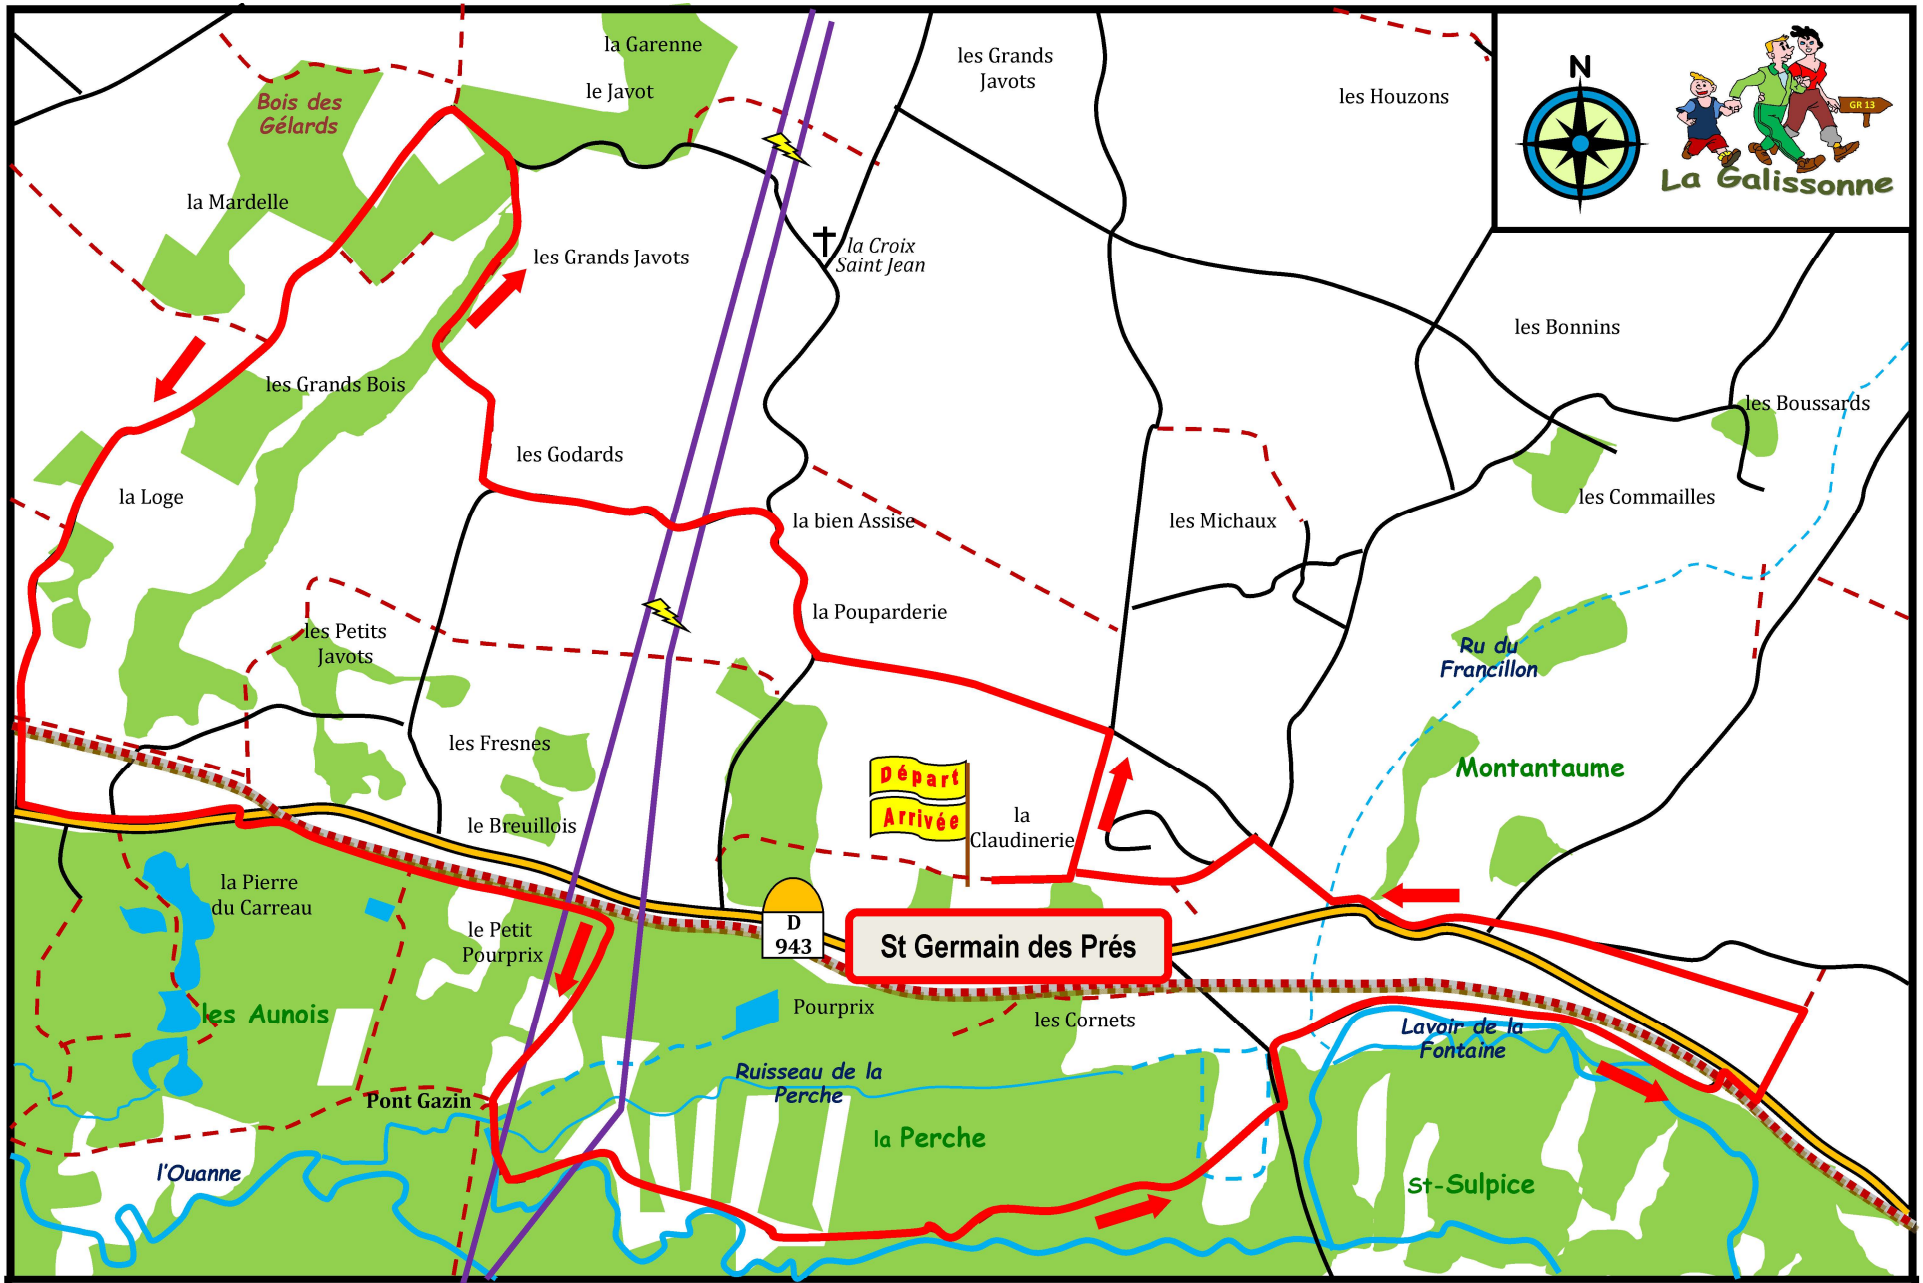 la Garenne
les Grands
Javots
le Javot
les Houzons
N
GR 13
La Galissonne
Bois des
Gélards
la Mardelle
les Grands Javots
la Croix
Saint Jean
les Bonnins
les Grands Bois
les Boussards
les Godards
la Loge
les Commailles
la bien Assise
les Michaux
la Pouparderie
les Petits
Javots
Ru du
Francillon
les Fresnes
Montantaume
Départ
Arrivée
le Breuillois
la
Claudinerie
la Pierre
du Carreau
le Petit
Pourprix
D
943
St Germain des Prés
les Aunois
Pourprix
les Cornets
Lavoir de la
Fontaine
Ruisseau de la
Perche
Pont Gazin
la Perche
l'Ouanne
St-Sulpice